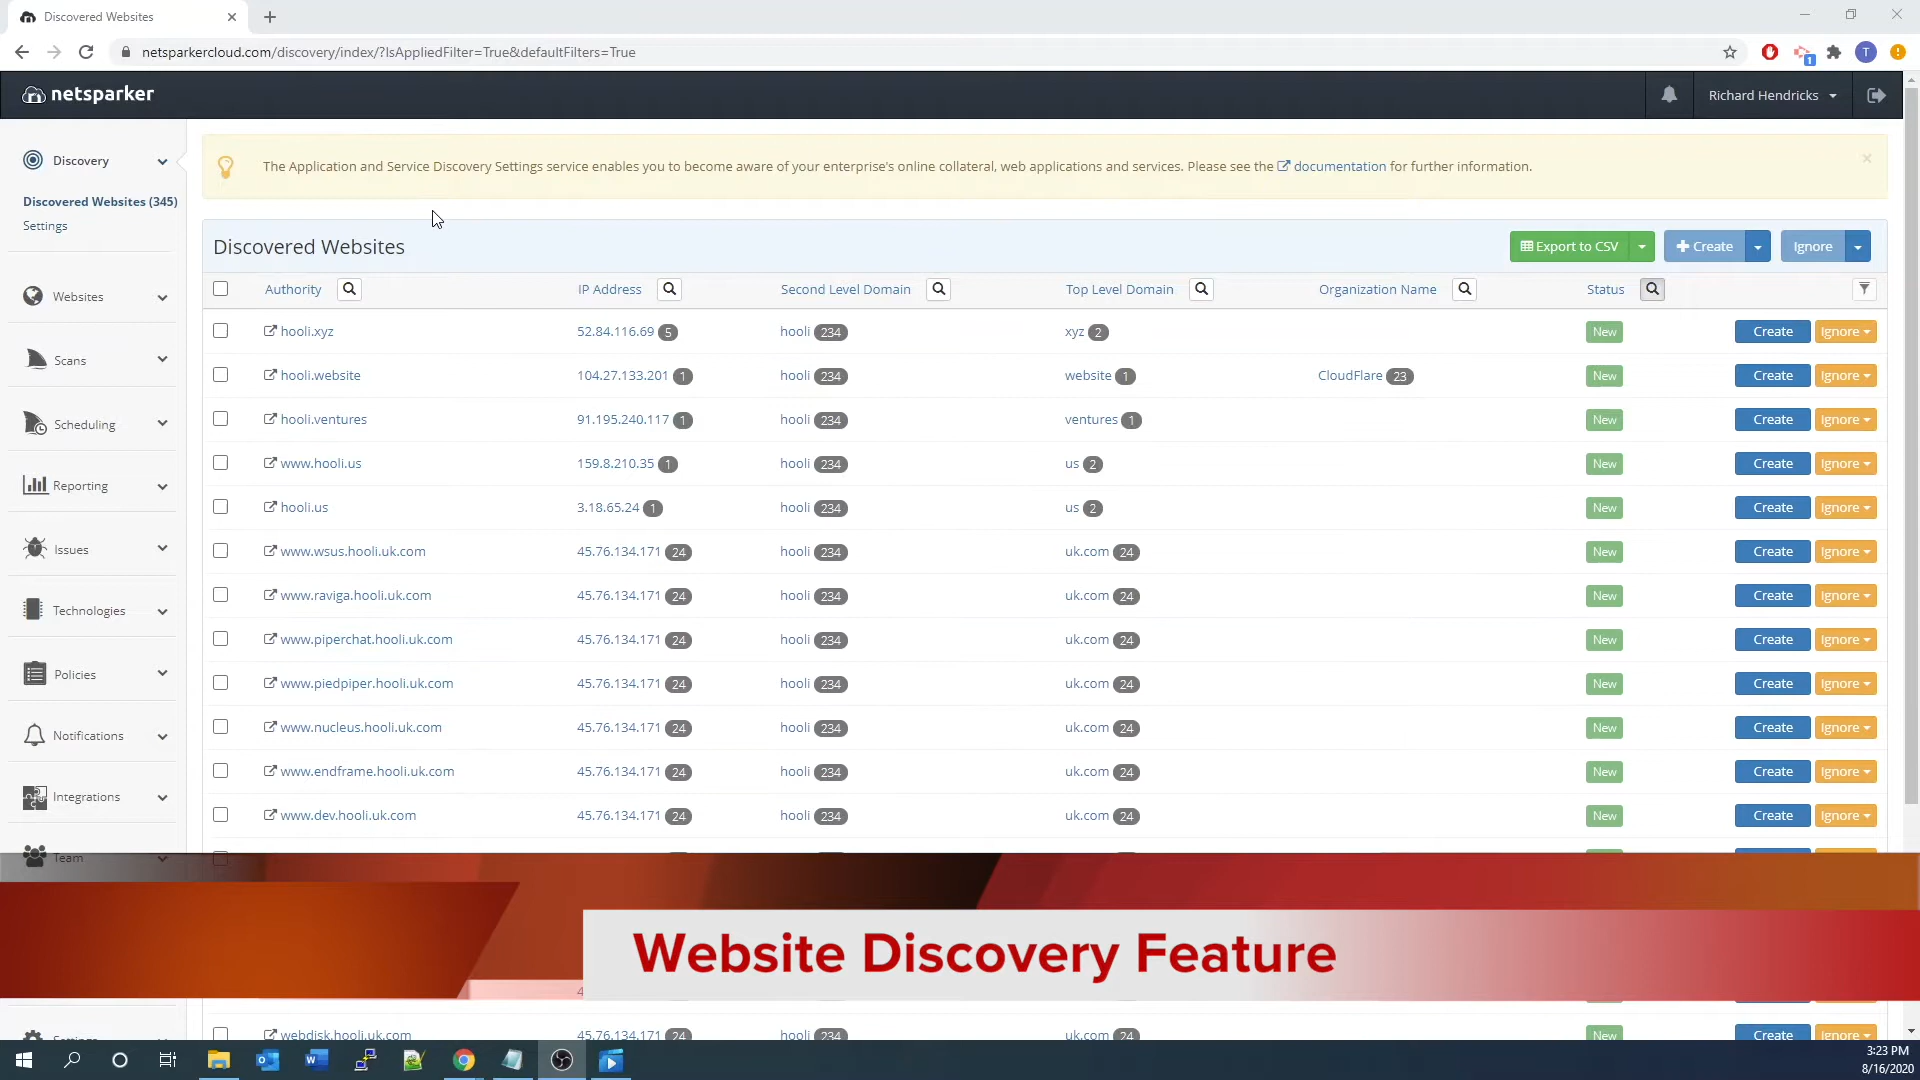 Discovered Websites
netsparkercloud.com/discovery/index/?IsAppliedFilter=True&defaultFilters=True
T
1
netsparker
Richard Hendricks
Discovery
Discovered Websites (345)
Settings
Websites
Scans
Scheduling
Reporting
Issues
Technologies
Policies
Notifications
Integrations
Team
The Application and Service Discovery Settings service enables you to become aware of your enterprise's online collateral, web applications and services. Please see the documentation for further information.
Discovered Websites
Export to CSV Create Ignore
Authority IP Address Second Level Domain Top Level Domain Organization Name Status
hooli.xyz 52.84.116.69 5 hooli 234 xyz 2 New Create Ignore
hooli.website 104.27.133.201 1 hooli 234 website 1 CloudFlare 23 New Create Ignore
hooli.ventures 91.195.240.117 1 hooli 234 ventures 1 New Create Ignore
www.hooli.us 159.8.210.35 1 hooli 234 us 2 New Create Ignore
hooli.us 3.18.65.24 1 hooli 234 us 2 New Create Ignore
www.wsus.hooli.uk.com 45.76.134.171 24 hooli 234 uk.com 24 New Create Ignore
www.raviga.hooli.uk.com 45.76.134.171 24 hooli 234 uk.com 24 New Create Ignore
www.piperchat.hooli.uk.com 45.76.134.171 24 hooli 234 uk.com 24 New Create Ignore
www.piedpiper.hooli.uk.com 45.76.134.171 24 hooli 234 uk.com 24 New Create Ignore
www.nucleus.hooli.uk.com 45.76.134.171 24 hooli 234 uk.com 24 New Create Ignore
www.endframe.hooli.uk.com 45.76.134.171 24 hooli 234 uk.com 24 New Create Ignore
www.dev.hooli.uk.com 45.76.134.171 24 hooli 234 uk.com 24 New Create Ignore
Website Discovery Feature
webdisk.hooli.uk.com 45.76.134.171 24 hooli 234 uk.com 24 New Create Ignore
3:23 PM
8/16/2020